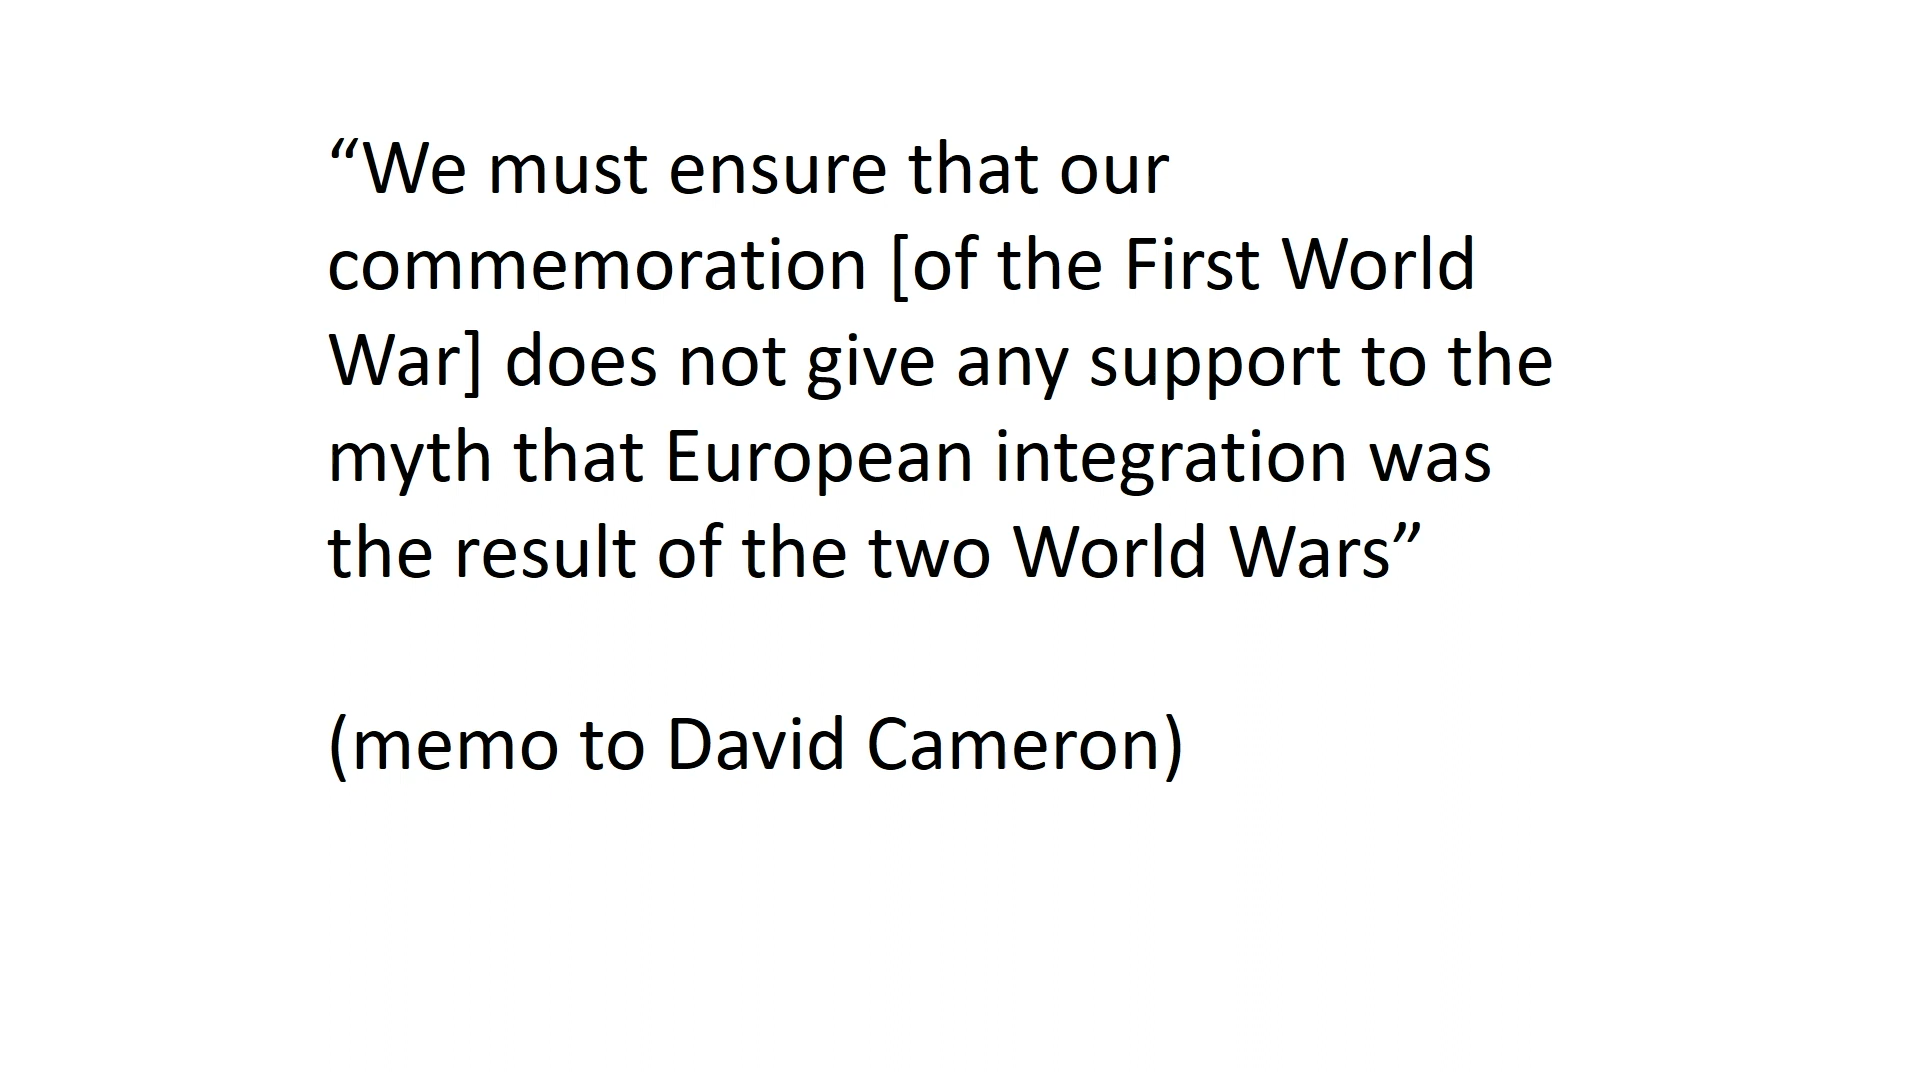 “We must ensure that our
commemoration [of the First World
War] does not give any support to the
myth that European integration was
the result of the two World Wars”
(memo to David Cameron)